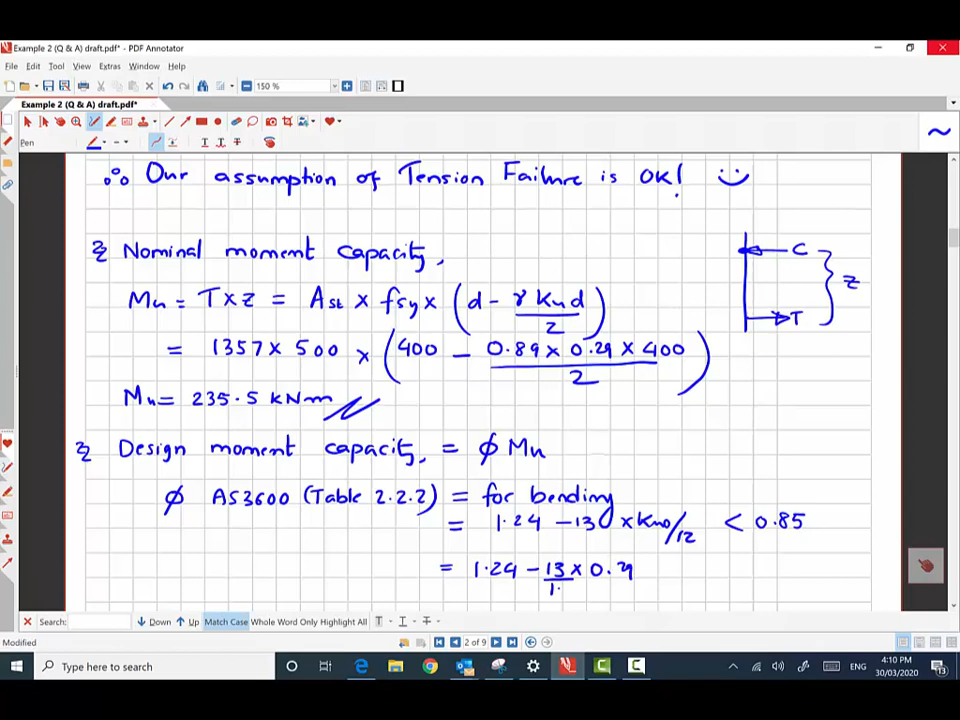 Example 2 (Q & A) draft.pdf* - PDF Annotator
File Edit Tool View Extras Window Help
150 %
Example 2 (Q & A) draft.pdf*
Pen
∴ Our assumption of Tension Failure is OK!
Nominal moment capacity,
C
Mu = T x Z = Ast x fsy x (d - γ Ku d / 2)
Z
T
= 1357 x 500 x (400 - 0.89 x 0.29 x 400 / 2)
Mu = 235.5 KNm
Design moment capacity, = ϕ Mu
ϕ AS3600 (Table 2.2.2) = for bending
= 1.24 - 130 x Kuo/12 < 0.85
= 1.24 - 13/1 x 0.29
Search: Down Up Match Case Whole Word Only Highlight All
Modified
2 of 9
Type here to search
ENG
4:10 PM
30/03/2020
13